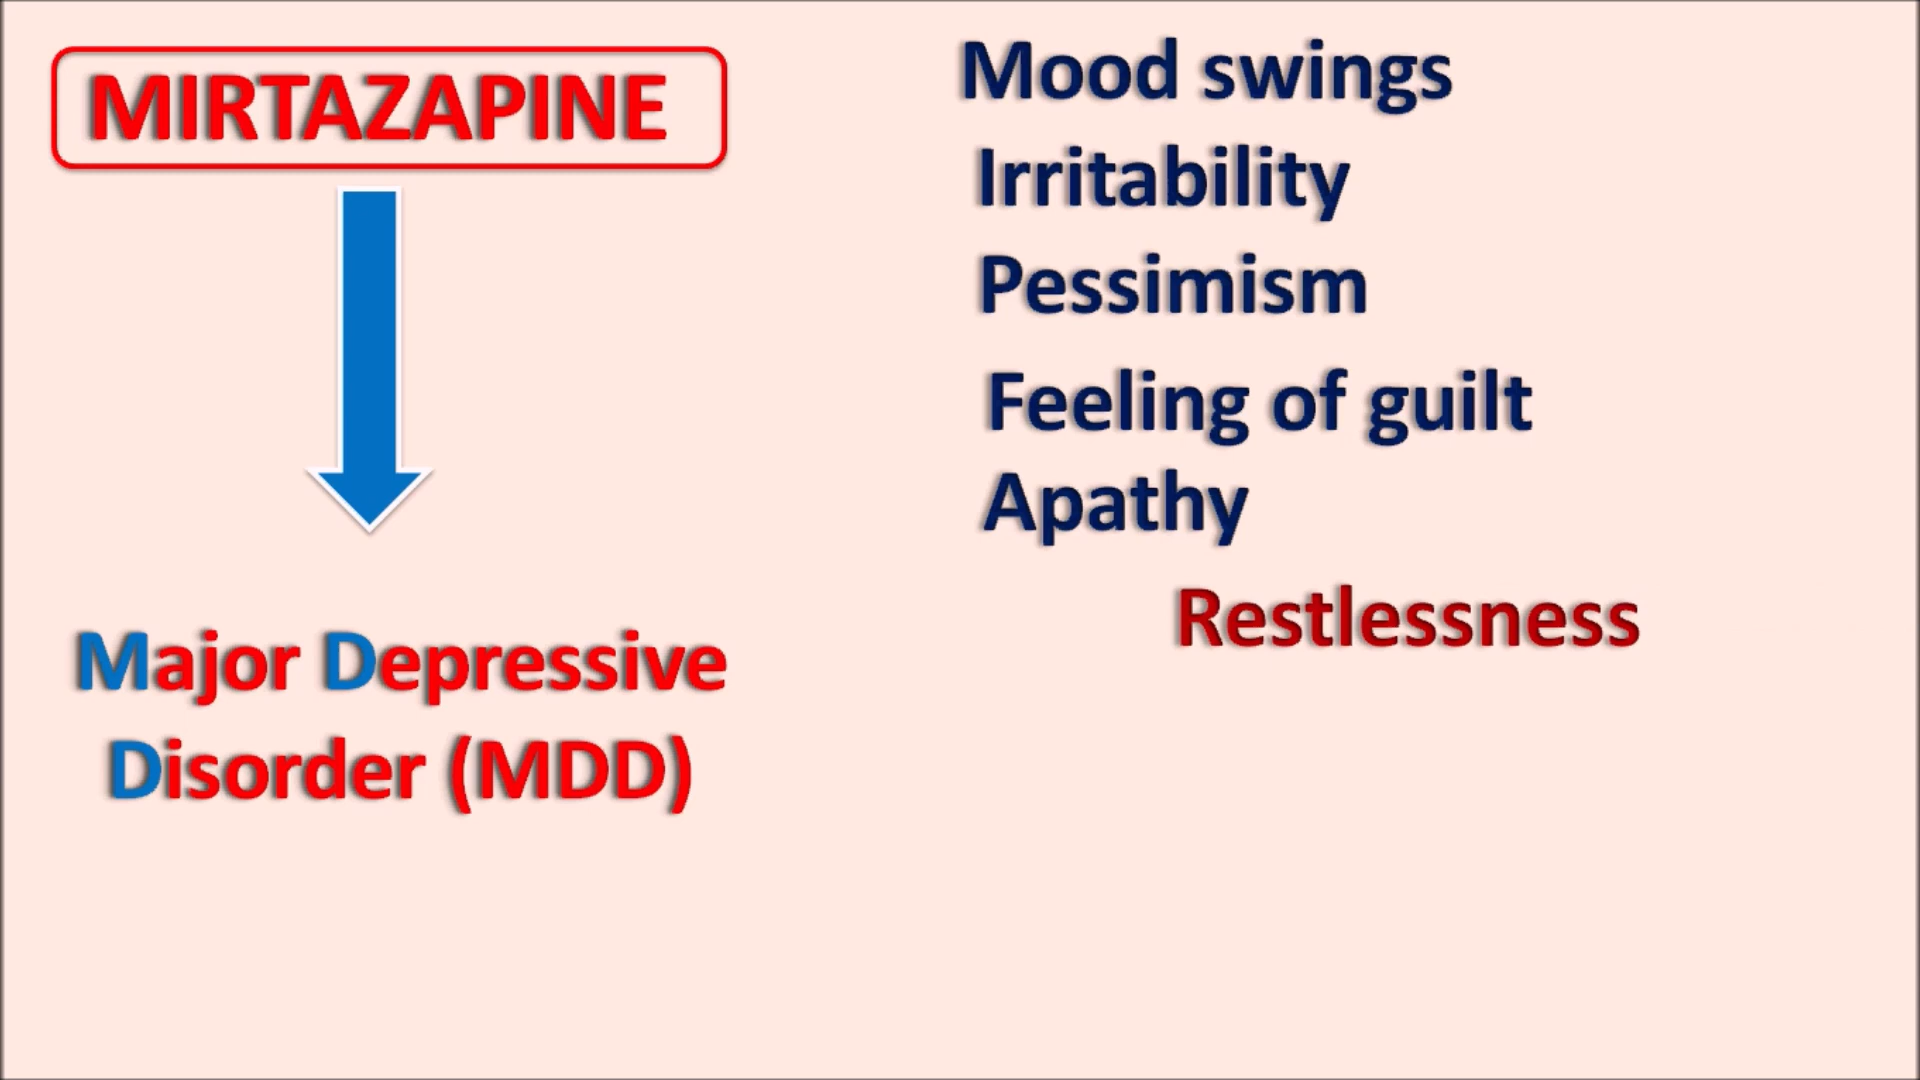 MIRTAZAPINE
Major Depressive
Disorder (MDD)
Mood swings
Irritability
Pessimism
Feeling of guilt
Apathy
Restlessness